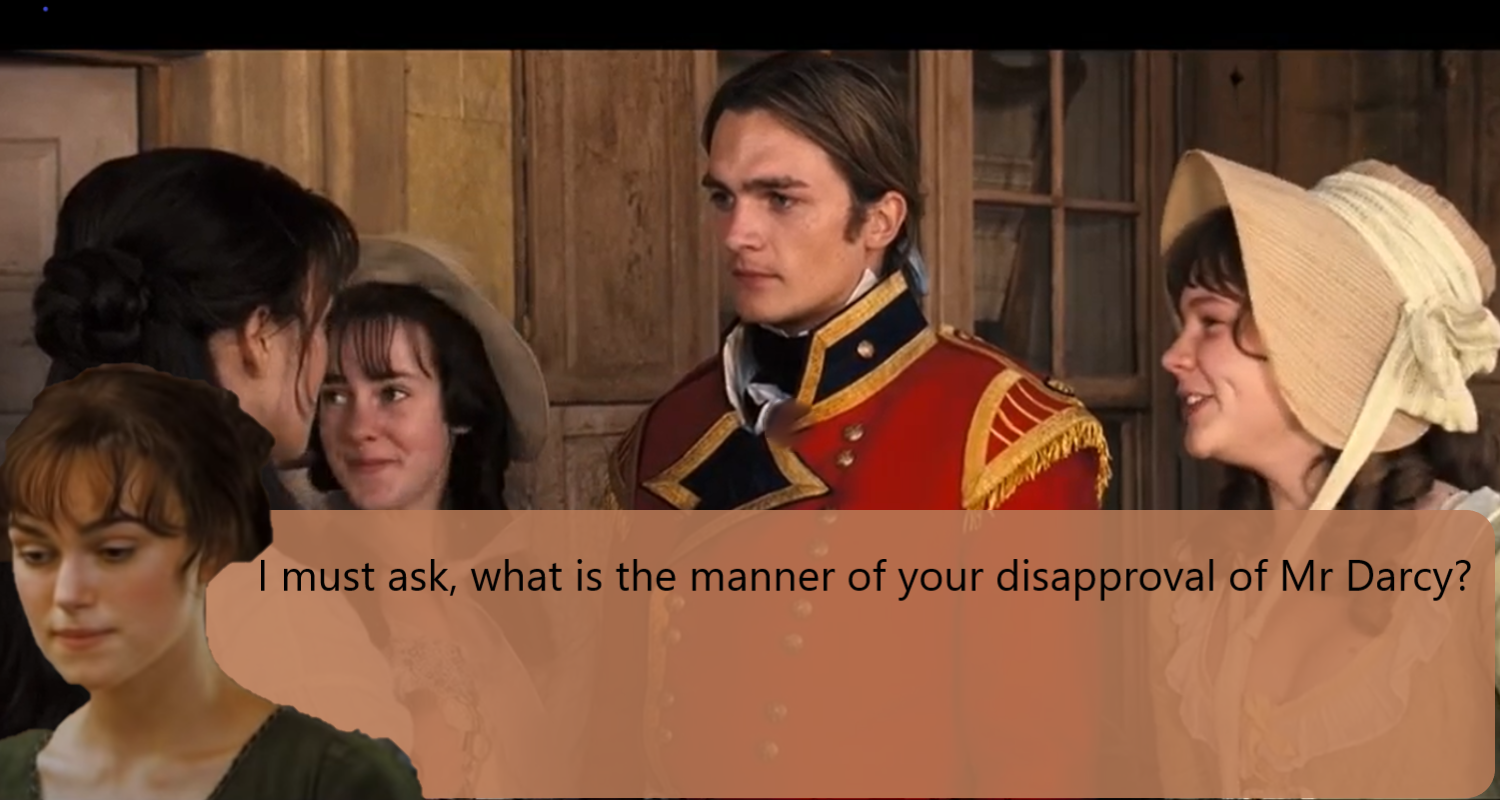 I must ask, what is the manner of your disapproval of Mr Darcy?